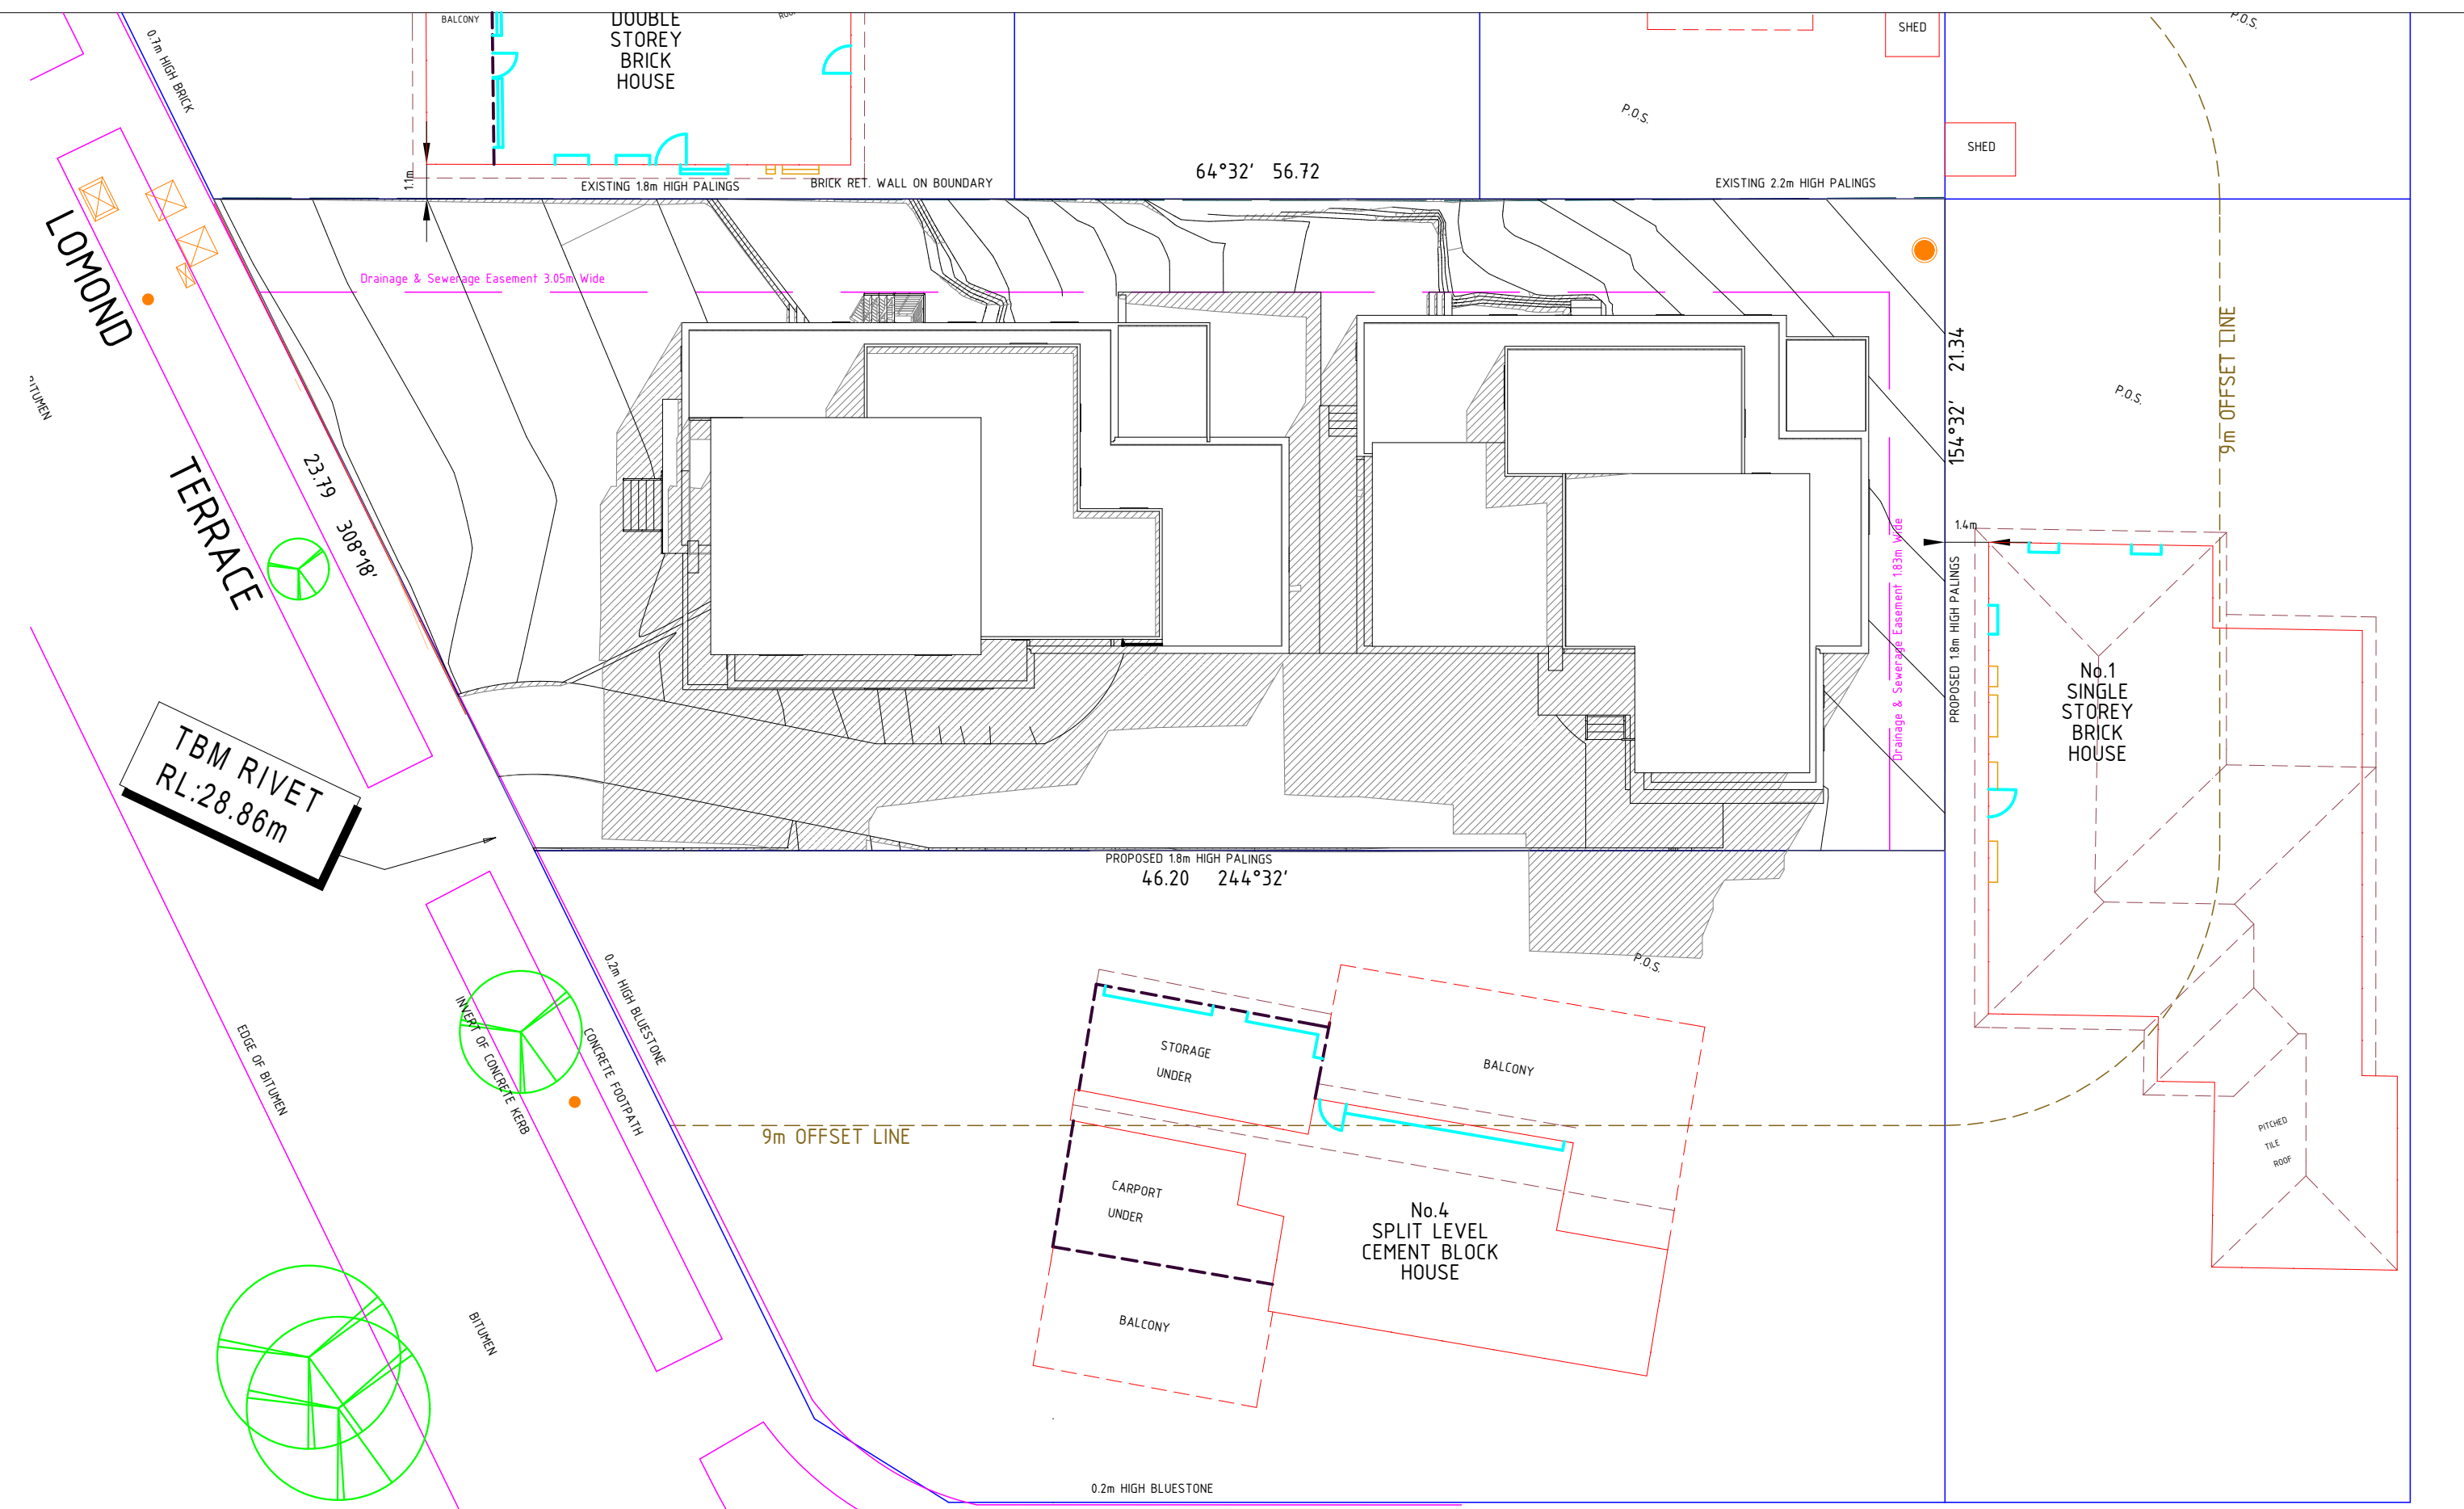 BALCONY
DOUBLE
STOREY
BRICK
HOUSE
0.7m HIGH BRICK
SHED
P.O.S.
P.O.S.
SHED
1.1m
EXISTING 1.8m HIGH PALINGS
BRICK RET. WALL ON BOUNDARY
64°32' 56.72
EXISTING 2.2m HIGH PALINGS
LOMOND TERRACE
Drainage & Sewerage Easement 3.05m Wide
BITUMEN
23.79 308°18'
154°32' 21.34
9m OFFSET LINE
P.O.S.
1.4m
PROPOSED 1.8m HIGH PALINGS
Drainage & Sewerage Easement 1.83m Wide
No.1
SINGLE
STOREY
BRICK
HOUSE
TBM RIVET
RL:28.86m
PROPOSED 1.8m HIGH PALINGS
46.20 244°32'
P.O.S.
0.2m HIGH BLUESTONE
CONCRETE FOOTPATH
INVERT OF CONCRETE KERB
EDGE OF BITUMEN
BITUMEN
9m OFFSET LINE
STORAGE
UNDER
BALCONY
CARPORT
UNDER
No.4
SPLIT LEVEL
CEMENT BLOCK
HOUSE
BALCONY
PITCHED
TILE
ROOF
0.2m HIGH BLUESTONE